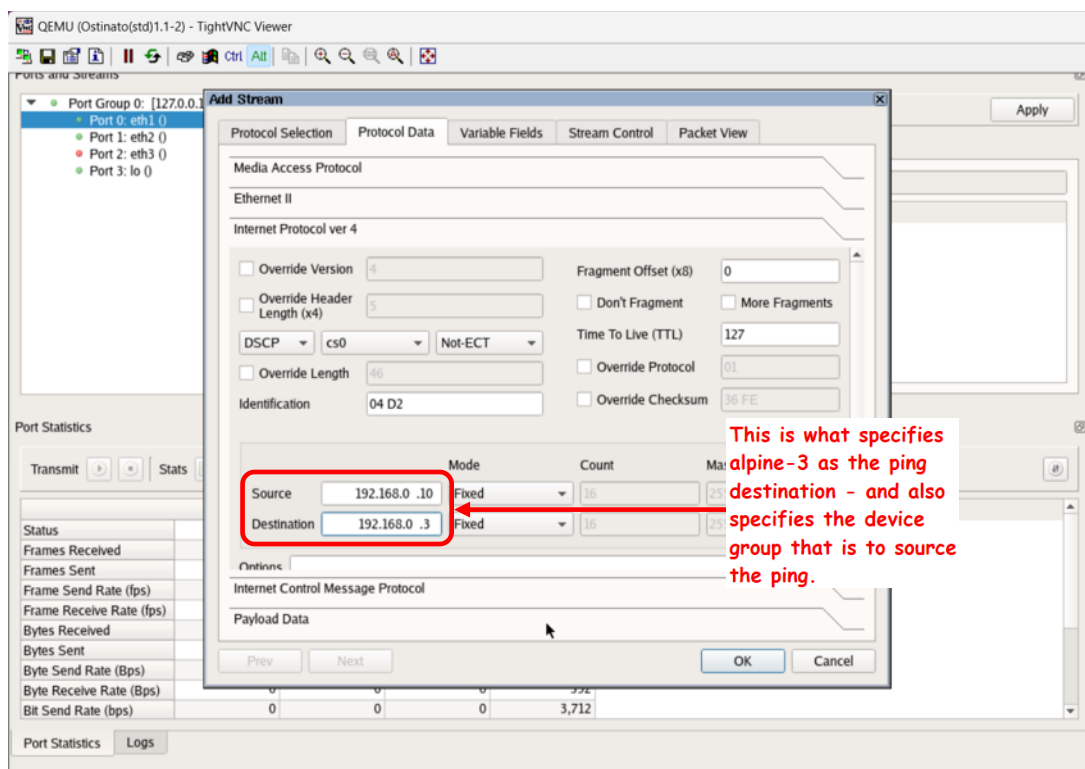 QEMU (Ostinato(std)1.1-2) - TightVNC Viewer
Ctrl Alt
Ports and Streams
Port Group 0: [127.0.0.1
Port 0: eth1 ()
Port 1: eth2 ()
Port 2: eth3 ()
Port 3: lo ()
Apply
Add Stream
Protocol Selection Protocol Data Variable Fields Stream Control Packet View
Media Access Protocol
Ethernet II
Internet Protocol ver 4
Override Version 4
Fragment Offset (x8) 0
Override Header
Length (x4) 5
Don't Fragment More Fragments
DSCP cs0 Not-ECT
Time To Live (TTL) 127
Override Length 46
Override Protocol 01
Identification 04 D2
Override Checksum 36 FE
Mode Count Mas
Source 192.168.0 .10 Fixed 16 25
Destination 192.168.0 .3 Fixed 16 25
Options
Internet Control Message Protocol
Payload Data
Prev Next OK Cancel
This is what specifies
alpine-3 as the ping
destination - and also
specifies the device
group that is to source
the ping.
Port Statistics
Transmit Stats
Status
Frames Received
Frames Sent
Frame Send Rate (fps)
Frame Receive Rate (fps)
Bytes Received
Bytes Sent
Byte Send Rate (Bps)
Byte Receive Rate (Bps) 0 0 0
Bit Send Rate (bps) 0 0 0 3,712
Port Statistics Logs